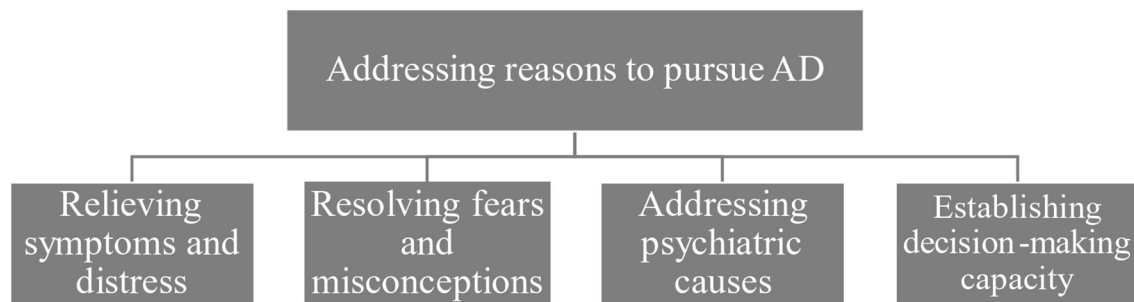 Addressing reasons to pursue AD
Relieving
symptoms and
distress
Resolving fears
and
misconceptions
Addressing
psychiatric
causes
Establishing
decision-making
capacity